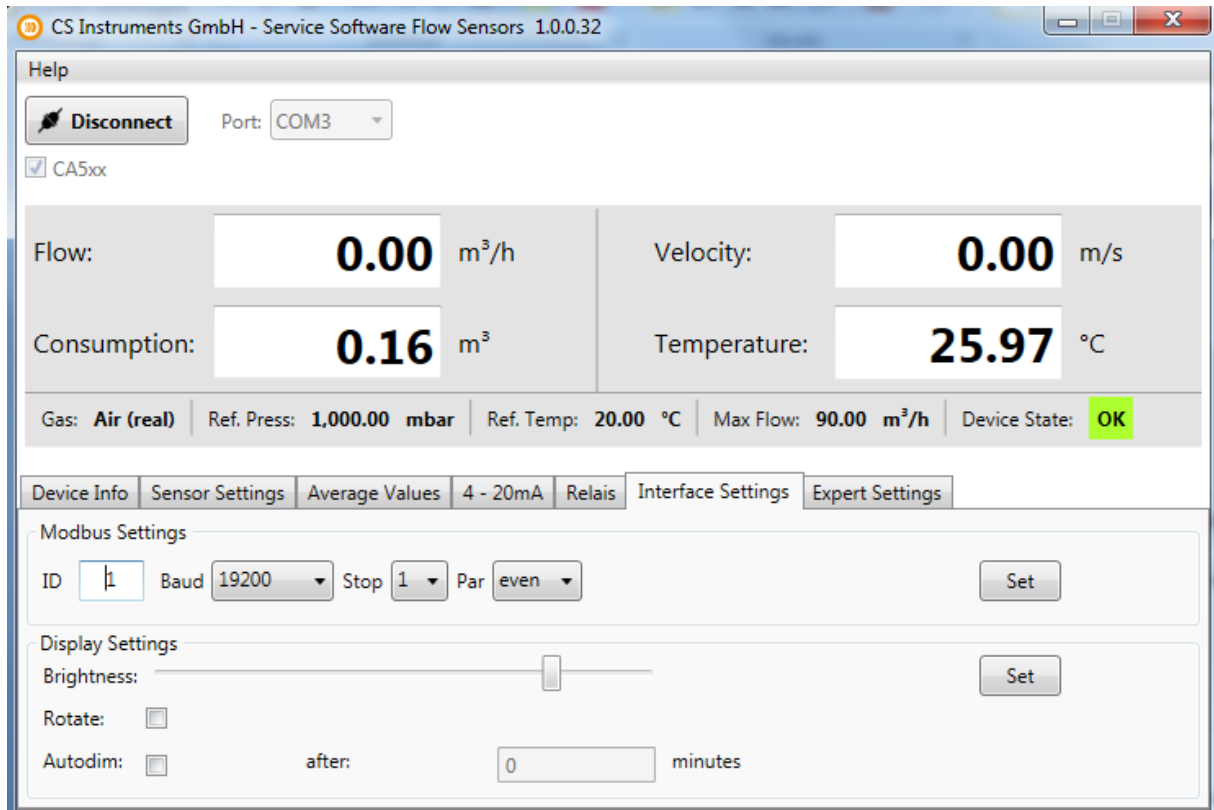 CS Instruments GmbH - Service Software Flow Sensors 1.0.0.32
Help
Disconnect Port: COM3
CA5xx
Flow: 0.00 m³/h Velocity: 0.00 m/s
Consumption: 0.16 m³ Temperature: 25.97 °C
Gas: Air (real) Ref. Press: 1,000.00 mbar Ref. Temp: 20.00 °C Max Flow: 90.00 m³/h Device State: OK
Device Info Sensor Settings Average Values 4 - 20mA Relais Interface Settings Expert Settings
Modbus Settings
ID 1 Baud 19200 Stop 1 Par even Set
Display Settings
Brightness: Set
Rotate:
Autodim: after: 0 minutes